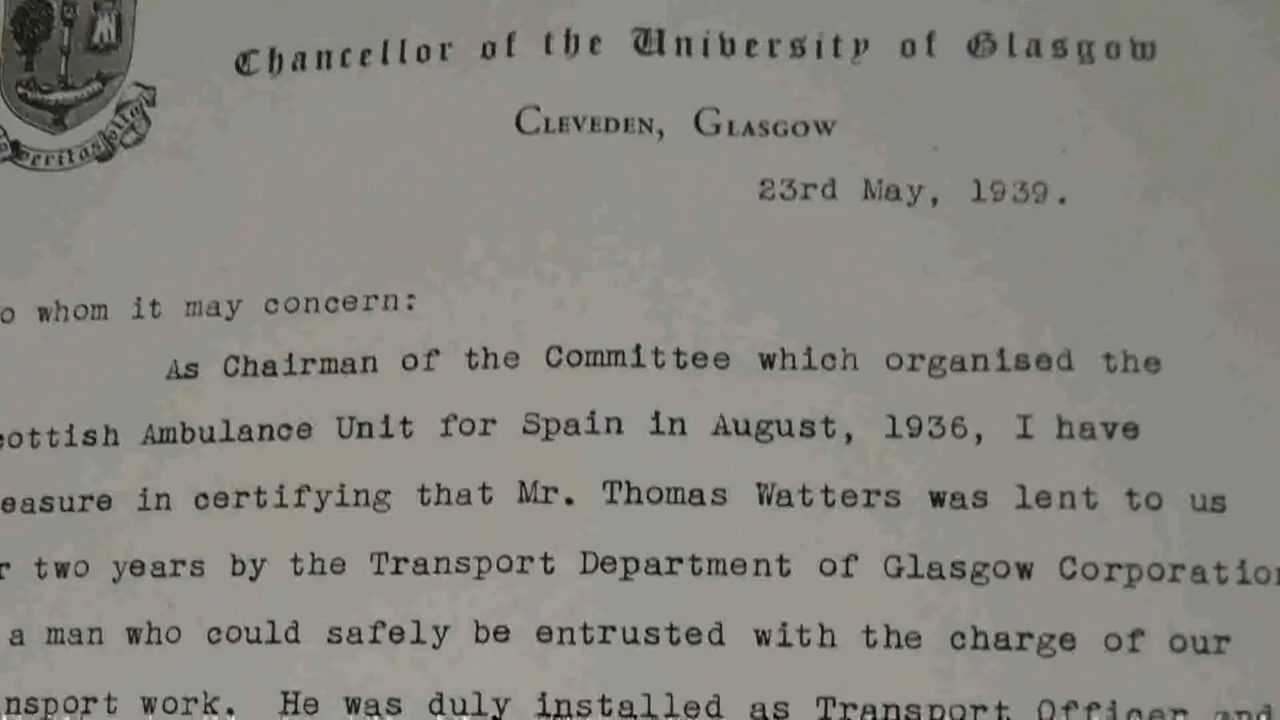 Chancellor of the University of Glasgow
Cleveden, Glasgow
23rd May, 1939.
o whom it may concern:
As Chairman of the Committee which organised the
cottish Ambulance Unit for Spain in August, 1936, I have
easure in certifying that Mr. Thomas Watters was lent to us
r two years by the Transport Department of Glasgow Corporation
a man who could safely be entrusted with the charge of our
nsport work. He was duly installed as Transport Officer and
veritas